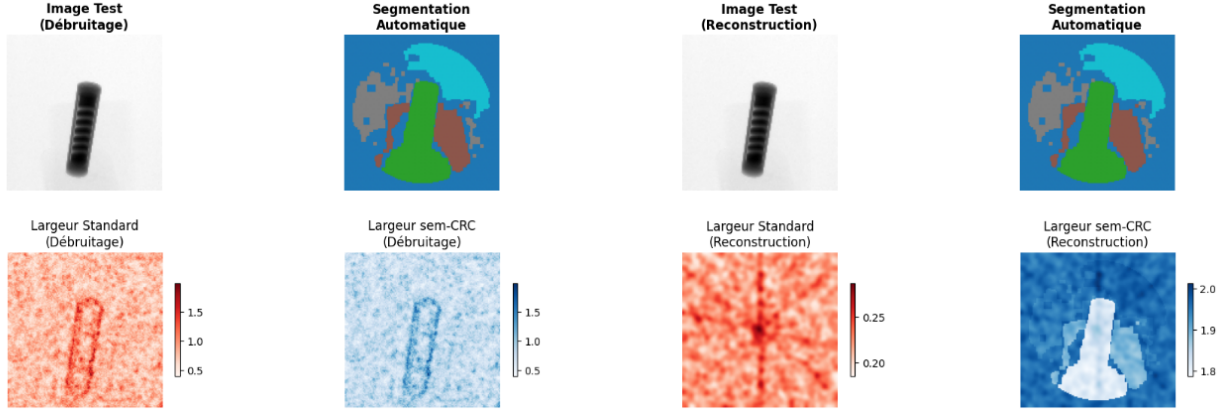 Image Test
(Débruitage)
Segmentation
Automatique
Image Test
(Reconstruction)
Segmentation
Automatique
Largeur Standard
(Débruitage)
1.5
1.0
0.5
Largeur sem-CRC
(Débruitage)
1.5
1.0
0.5
Largeur Standard
(Reconstruction)
0.25
0.20
Largeur sem-CRC
(Reconstruction)
2.0
1.9
1.8